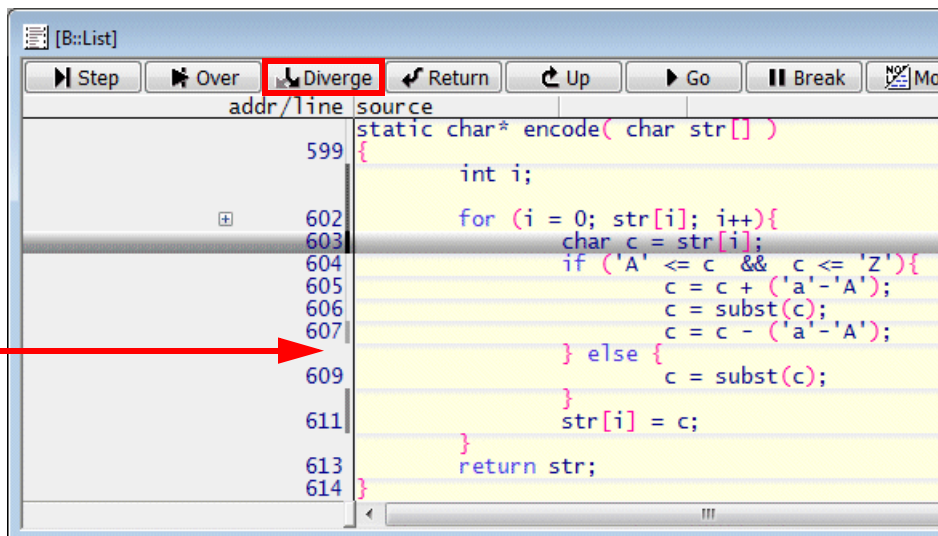 [B::List]
Step Over Diverge Return Up Go Break Mo
addr/line source
static char* encode( char str[] )
599 {
int i;
602 for (i = 0; str[i]; i++){
603 char c = str[i];
604 if ('A' <= c && c <= 'Z'){
605 c = c + ('a'-'A');
606 c = subst(c);
607 c = c - ('a'-'A');
} else {
609 c = subst(c);
}
611 str[i] = c;
}
613 return str;
614 }